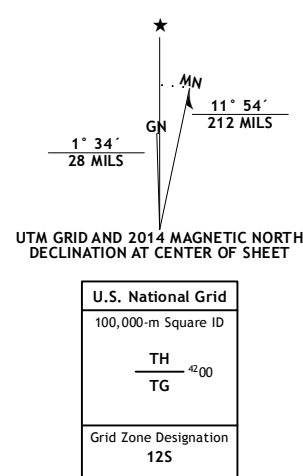 ★
MN
GN
11° 54´
212 MILS
1° 34´
28 MILS
UTM GRID AND 2014 MAGNETIC NORTH
DECLINATION AT CENTER OF SHEET
U.S. National Grid
100,000-m Square ID
TH
4200
TG
Grid Zone Designation
12S